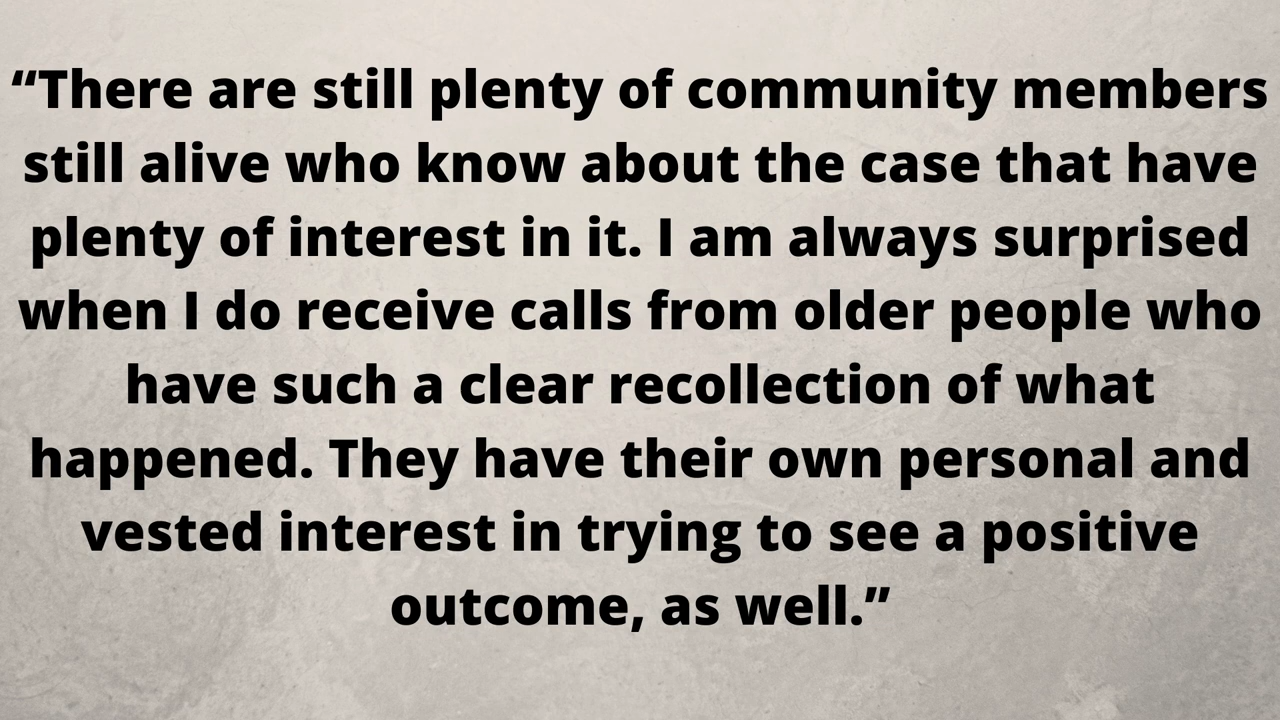 “There are still plenty of community members
still alive who know about the case that have
plenty of interest in it. I am always surprised
when I do receive calls from older people who
have such a clear recollection of what
happened. They have their own personal and
vested interest in trying to see a positive
outcome, as well.”